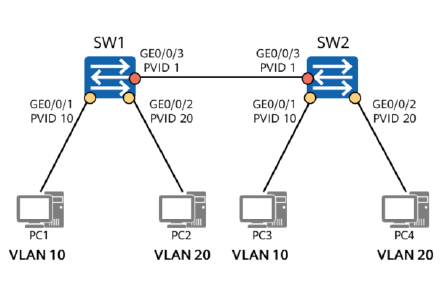 SW1
SW2
GE0/0/3
PVID 1
GE0/0/3
PVID 1
GE0/0/1
PVID 10
GE0/0/2
PVID 20
GE0/0/1
PVID 10
GE0/0/2
PVID 20
PC1
PC2
PC3
PC4
VLAN 10
VLAN 20
VLAN 10
VLAN 20